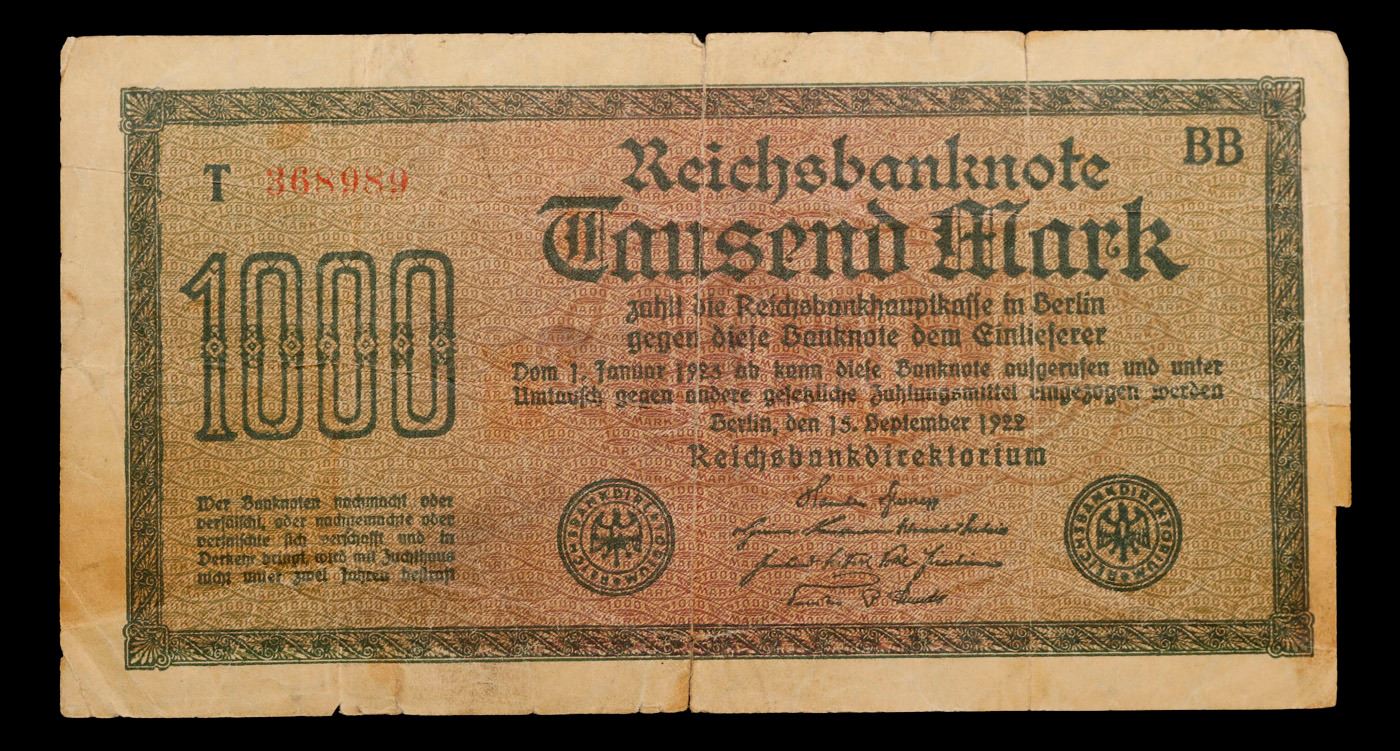 T 368989
BB
Reichsbanknote
Tausend Mark
1000
zahlt die Reichsbankhauptkasse in Berlin
gegen diese Banknote dem Einlieferer
Vom 1. Januar 1923 ab kann diese Banknote aufgerufen und unter
Umtausch gegen andere gesetzliche Zahlungsmittel eingezogen werden
Berlin, den 15. September 1922
Reichsbankdirektorium
Wer Banknoten nachmacht oder
verfälscht, oder nachgemachte oder
verfälschte sich verschafft und in
Verkehr bringt, wird mit Zuchthaus
nicht unter zwei Jahren bestraft
REICHSBANKDIREKTORIUM
REICHSBANKDIREKTORIUM